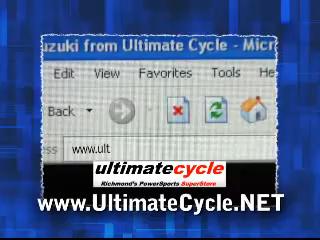 uzuki from Ultimate Cycle - Micr
Edit View Favorites Tools He
Back
ss www.ult
ultimatecycle
Richmond's PowerSports SuperStore
www.UltimateCycle.NET